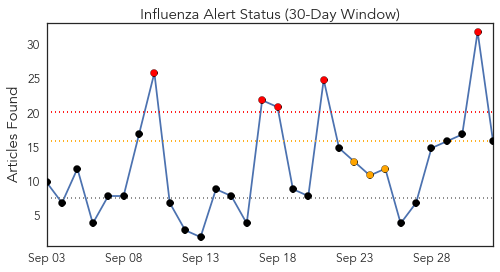 Influenza Alert Status (30-Day Window)
Articles Found
30
25
20
15
10
5
Sep 03 Sep 08 Sep 13 Sep 18 Sep 23 Sep 28